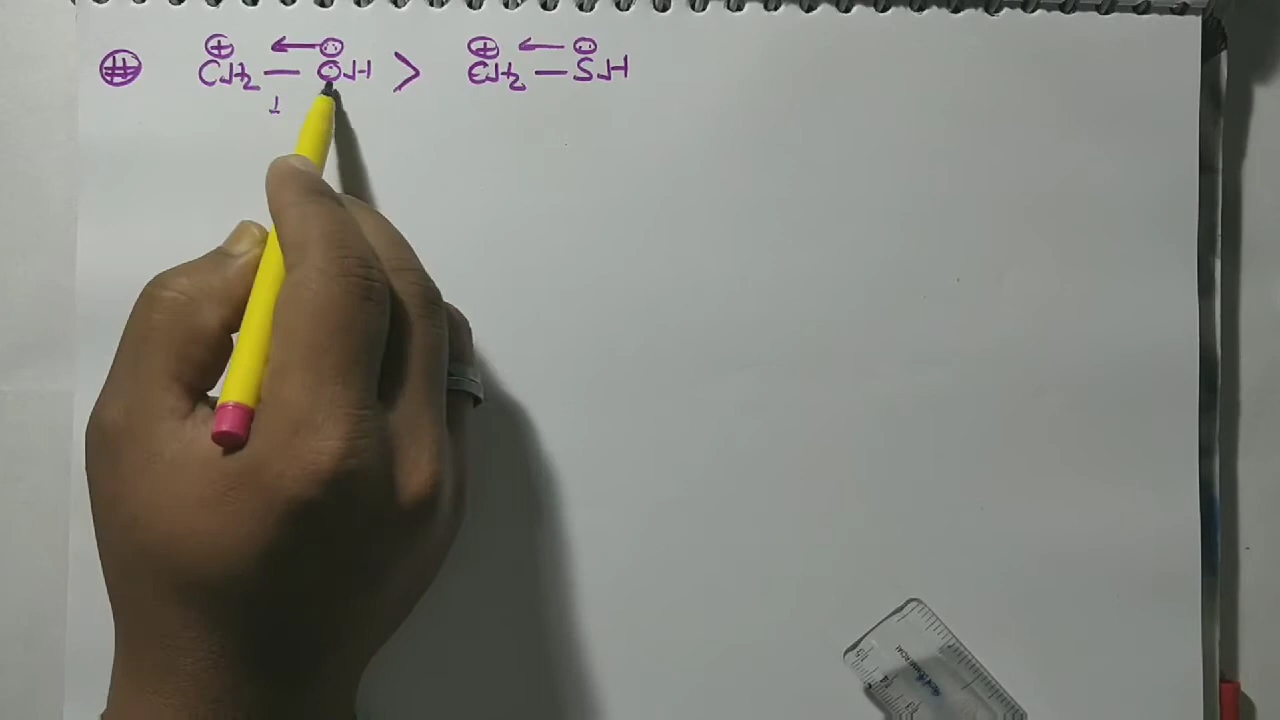 ⊕ ← ⊖ ⊕ ← ⊖
# CH₂ — OH > CH₂ — SH